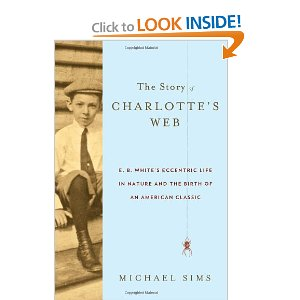 Click to
LOOK INSIDE!
The Story of
CHARLOTTE'S
WEB
E. B. WHITE'S ECCENTRIC LIFE
IN NATURE AND THE BIRTH OF
AN AMERICAN CLASSIC
MICHAEL SIMS